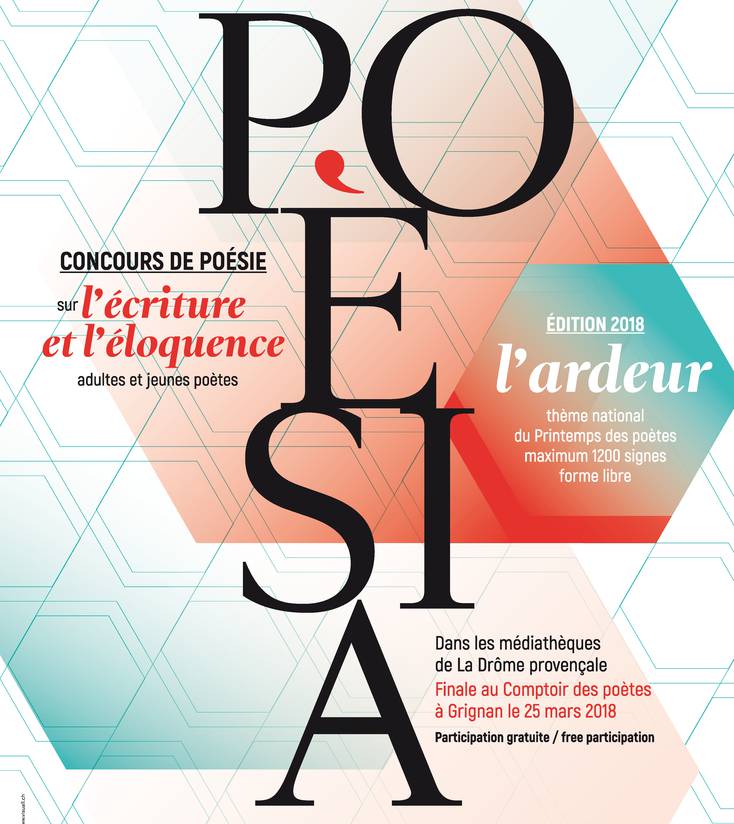 P,O
E
SI
A
CONCOURS DE POÉSIE
sur l’écriture
et l’éloquence
adultes et jeunes poètes
ÉDITION 2018
l’ardeur
thème national
du Printemps des poètes
maximum 1200 signes
forme libre
Dans les médiathèques
de La Drôme provençale
Finale au Comptoir des poètes
à Grignan le 25 mars 2018
Participation gratuite / free participation